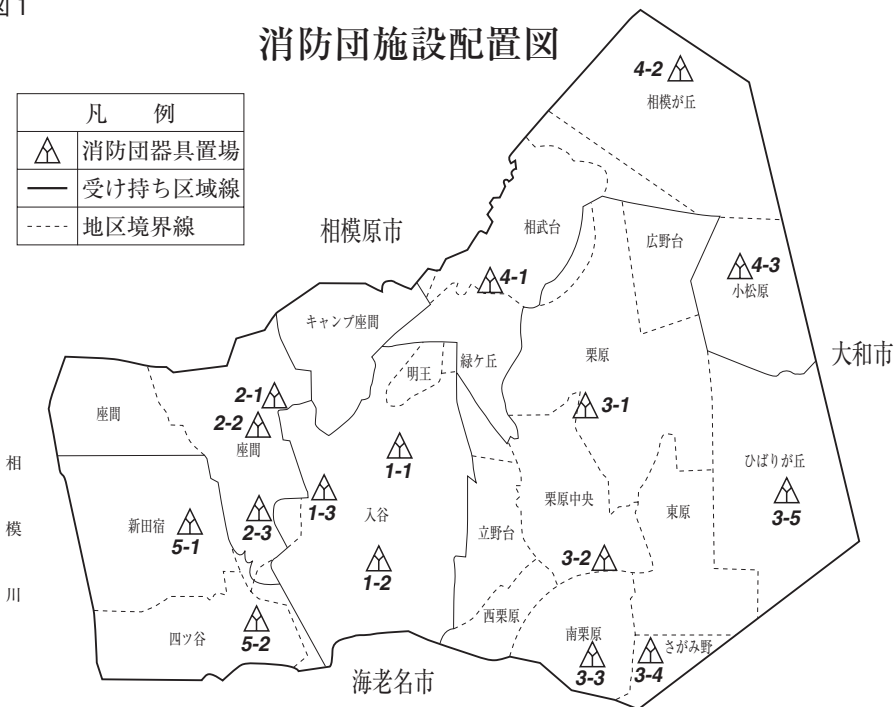 図1
消防団施設配置図
凡 例
消防団器具置場
受け持ち区域線
地区境界線
4-2
相模が丘
相模原市
相武台
広野台
4-1
4-3
小松原
キャンプ座間
大和市
栗原
緑ケ丘
明王
2-1
座間
2-2
座間
3-1
1-1
相模川
ひばりが丘
1-3
栗原中央
3-5
入谷
東原
新田宿
5-1
2-3
立野台
3-2
1-2
西栗原
四ツ谷
5-2
南栗原
さがみ野
3-3
3-4
海老名市